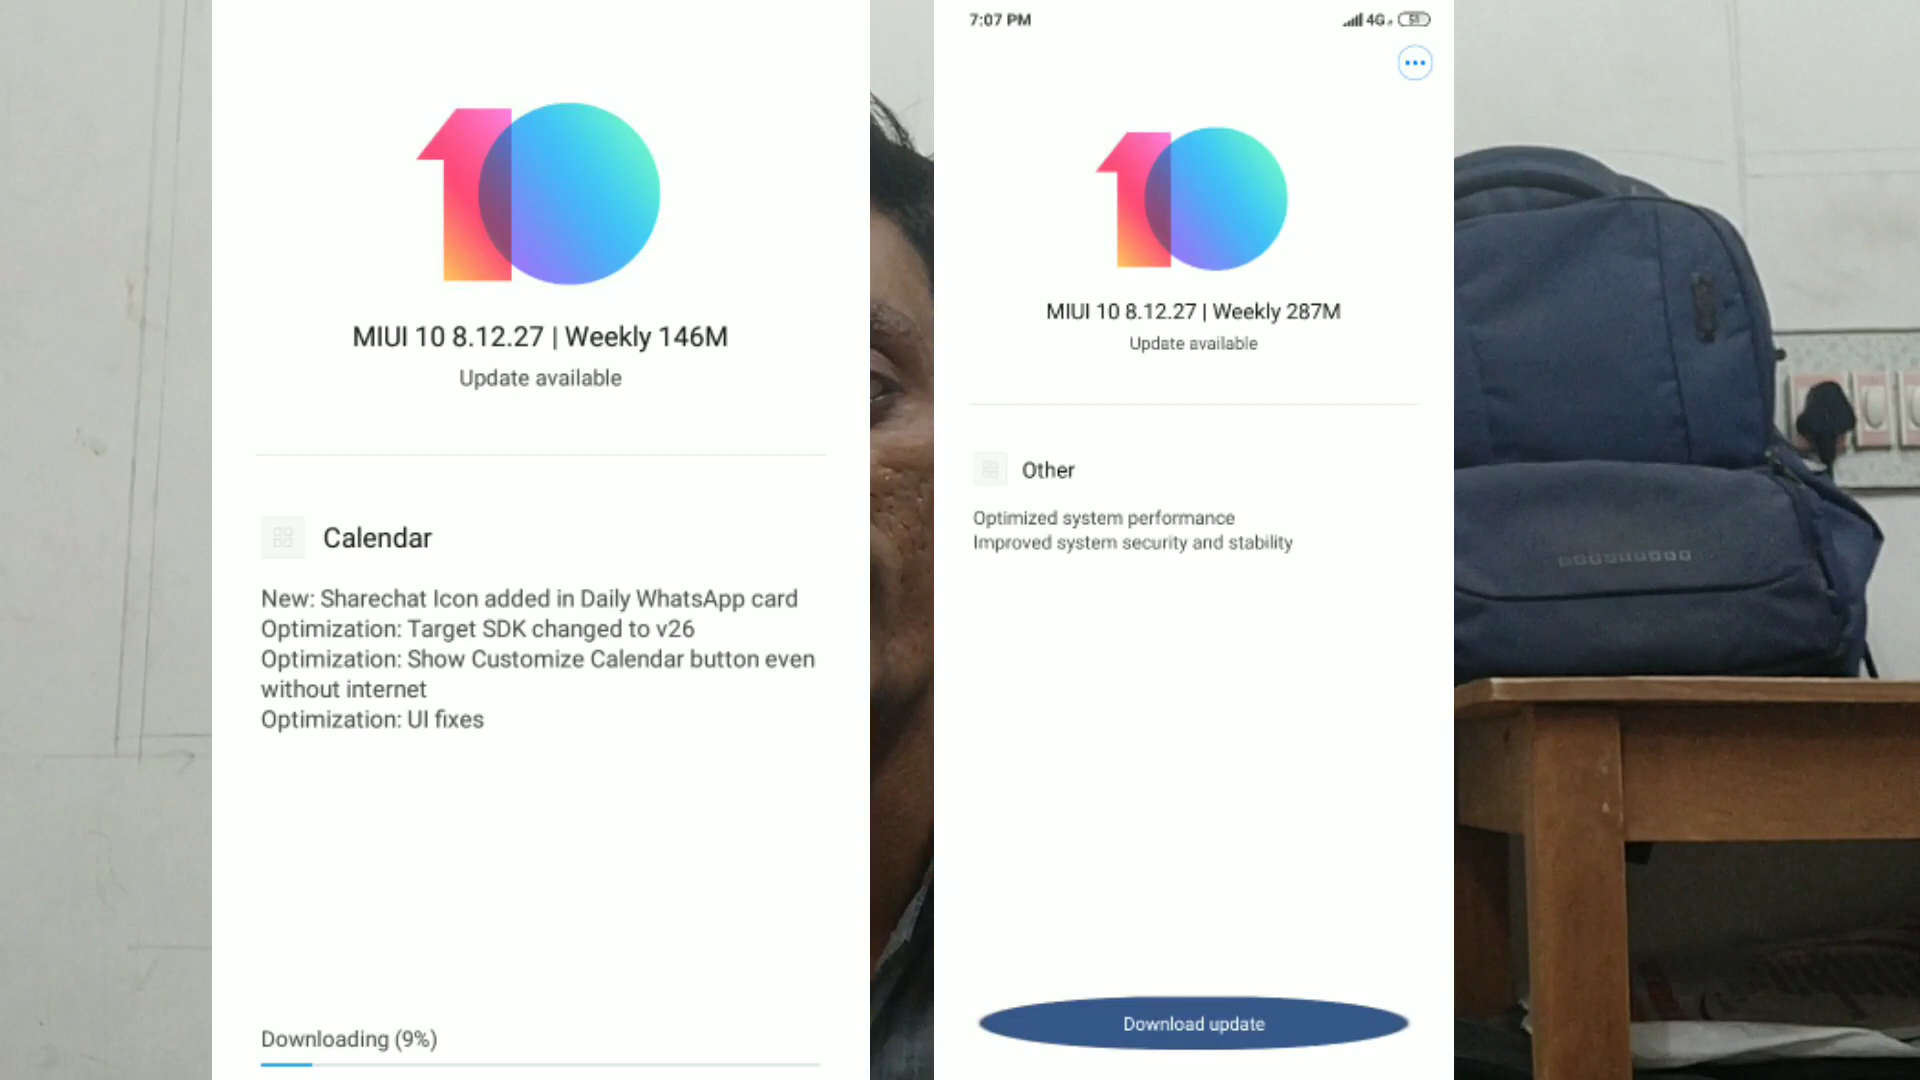 MIUI 10 8.12.27 | Weekly 146M
Update available
Calendar
New: Sharechat Icon added in Daily WhatsApp card
Optimization: Target SDK changed to v26
Optimization: Show Customize Calendar button even
without internet
Optimization: UI fixes
Downloading (9%)
7:07 PM
4G
51
10
MIUI 10 8.12.27 | Weekly 287M
Update available
Other
Optimized system performance
Improved system security and stability
Download update